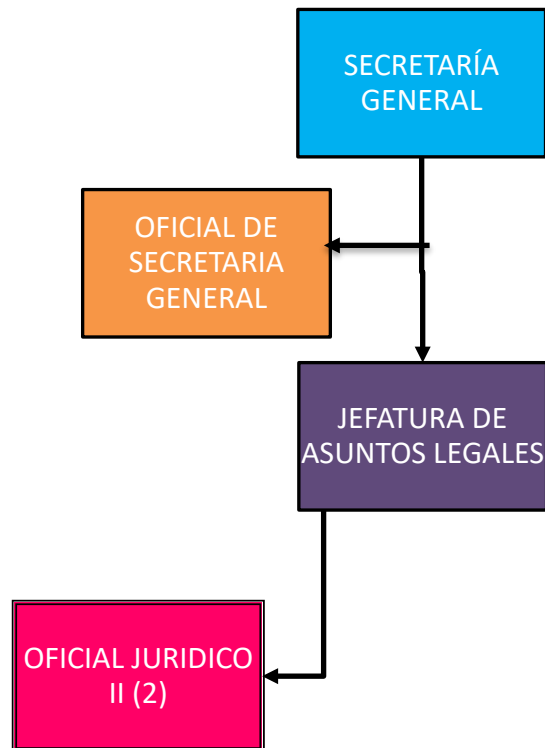 SECRETARÍA
GENERAL
OFICIAL DE
SECRETARIA
GENERAL
JEFATURA DE
ASUNTOS LEGALES
OFICIAL JURIDICO
II (2)